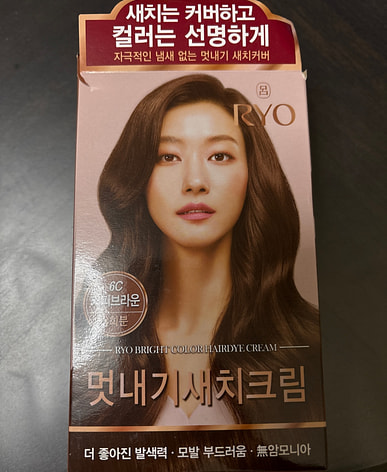 새치는 커버하고
컬러는 선명하게
자극적인 냄새 없는 멋내기 새치커버
呂
RYO
6C
RYO BRIGHT COLOR HAIRDYE CREAM
멋내기새치크림
더 좋아진 발색력 · 모발 부드러움 · 無암모니아